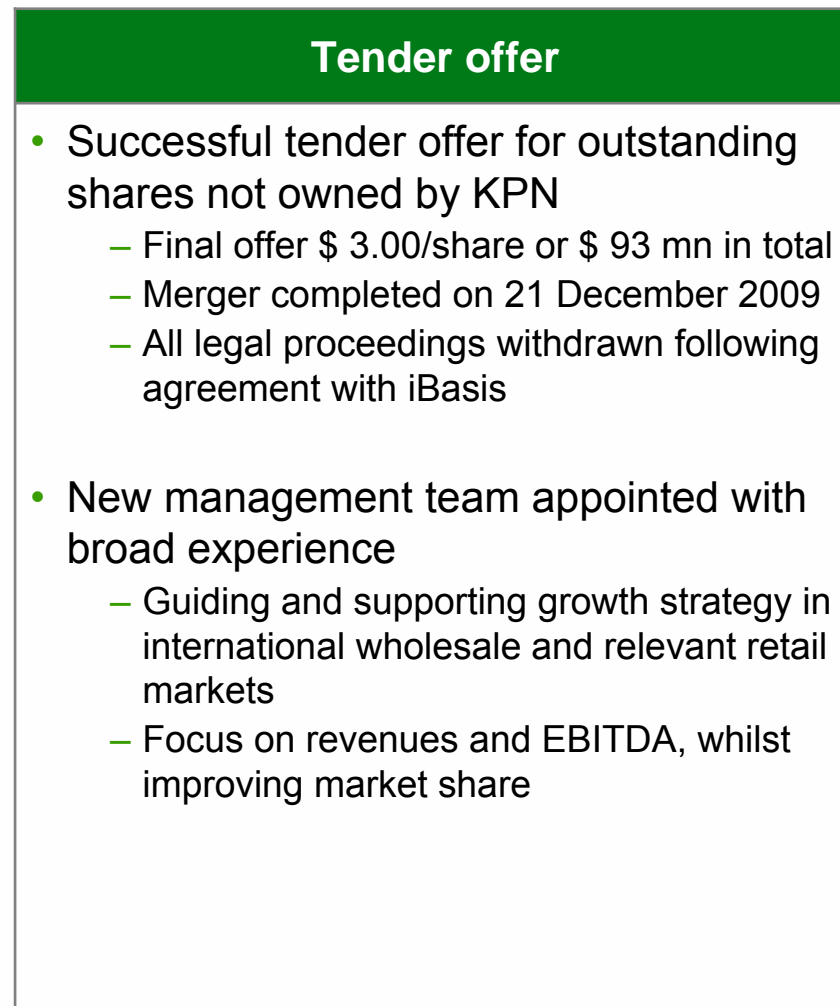 Tender offer
• Successful tender offer for outstanding
shares not owned by KPN
– Final offer $ 3.00/share or $ 93 mn in total
– Merger completed on 21 December 2009
– All legal proceedings withdrawn following
agreement with iBasis
• New management team appointed with
broad experience
– Guiding and supporting growth strategy in
international wholesale and relevant retail
markets
– Focus on revenues and EBITDA, whilst
improving market share